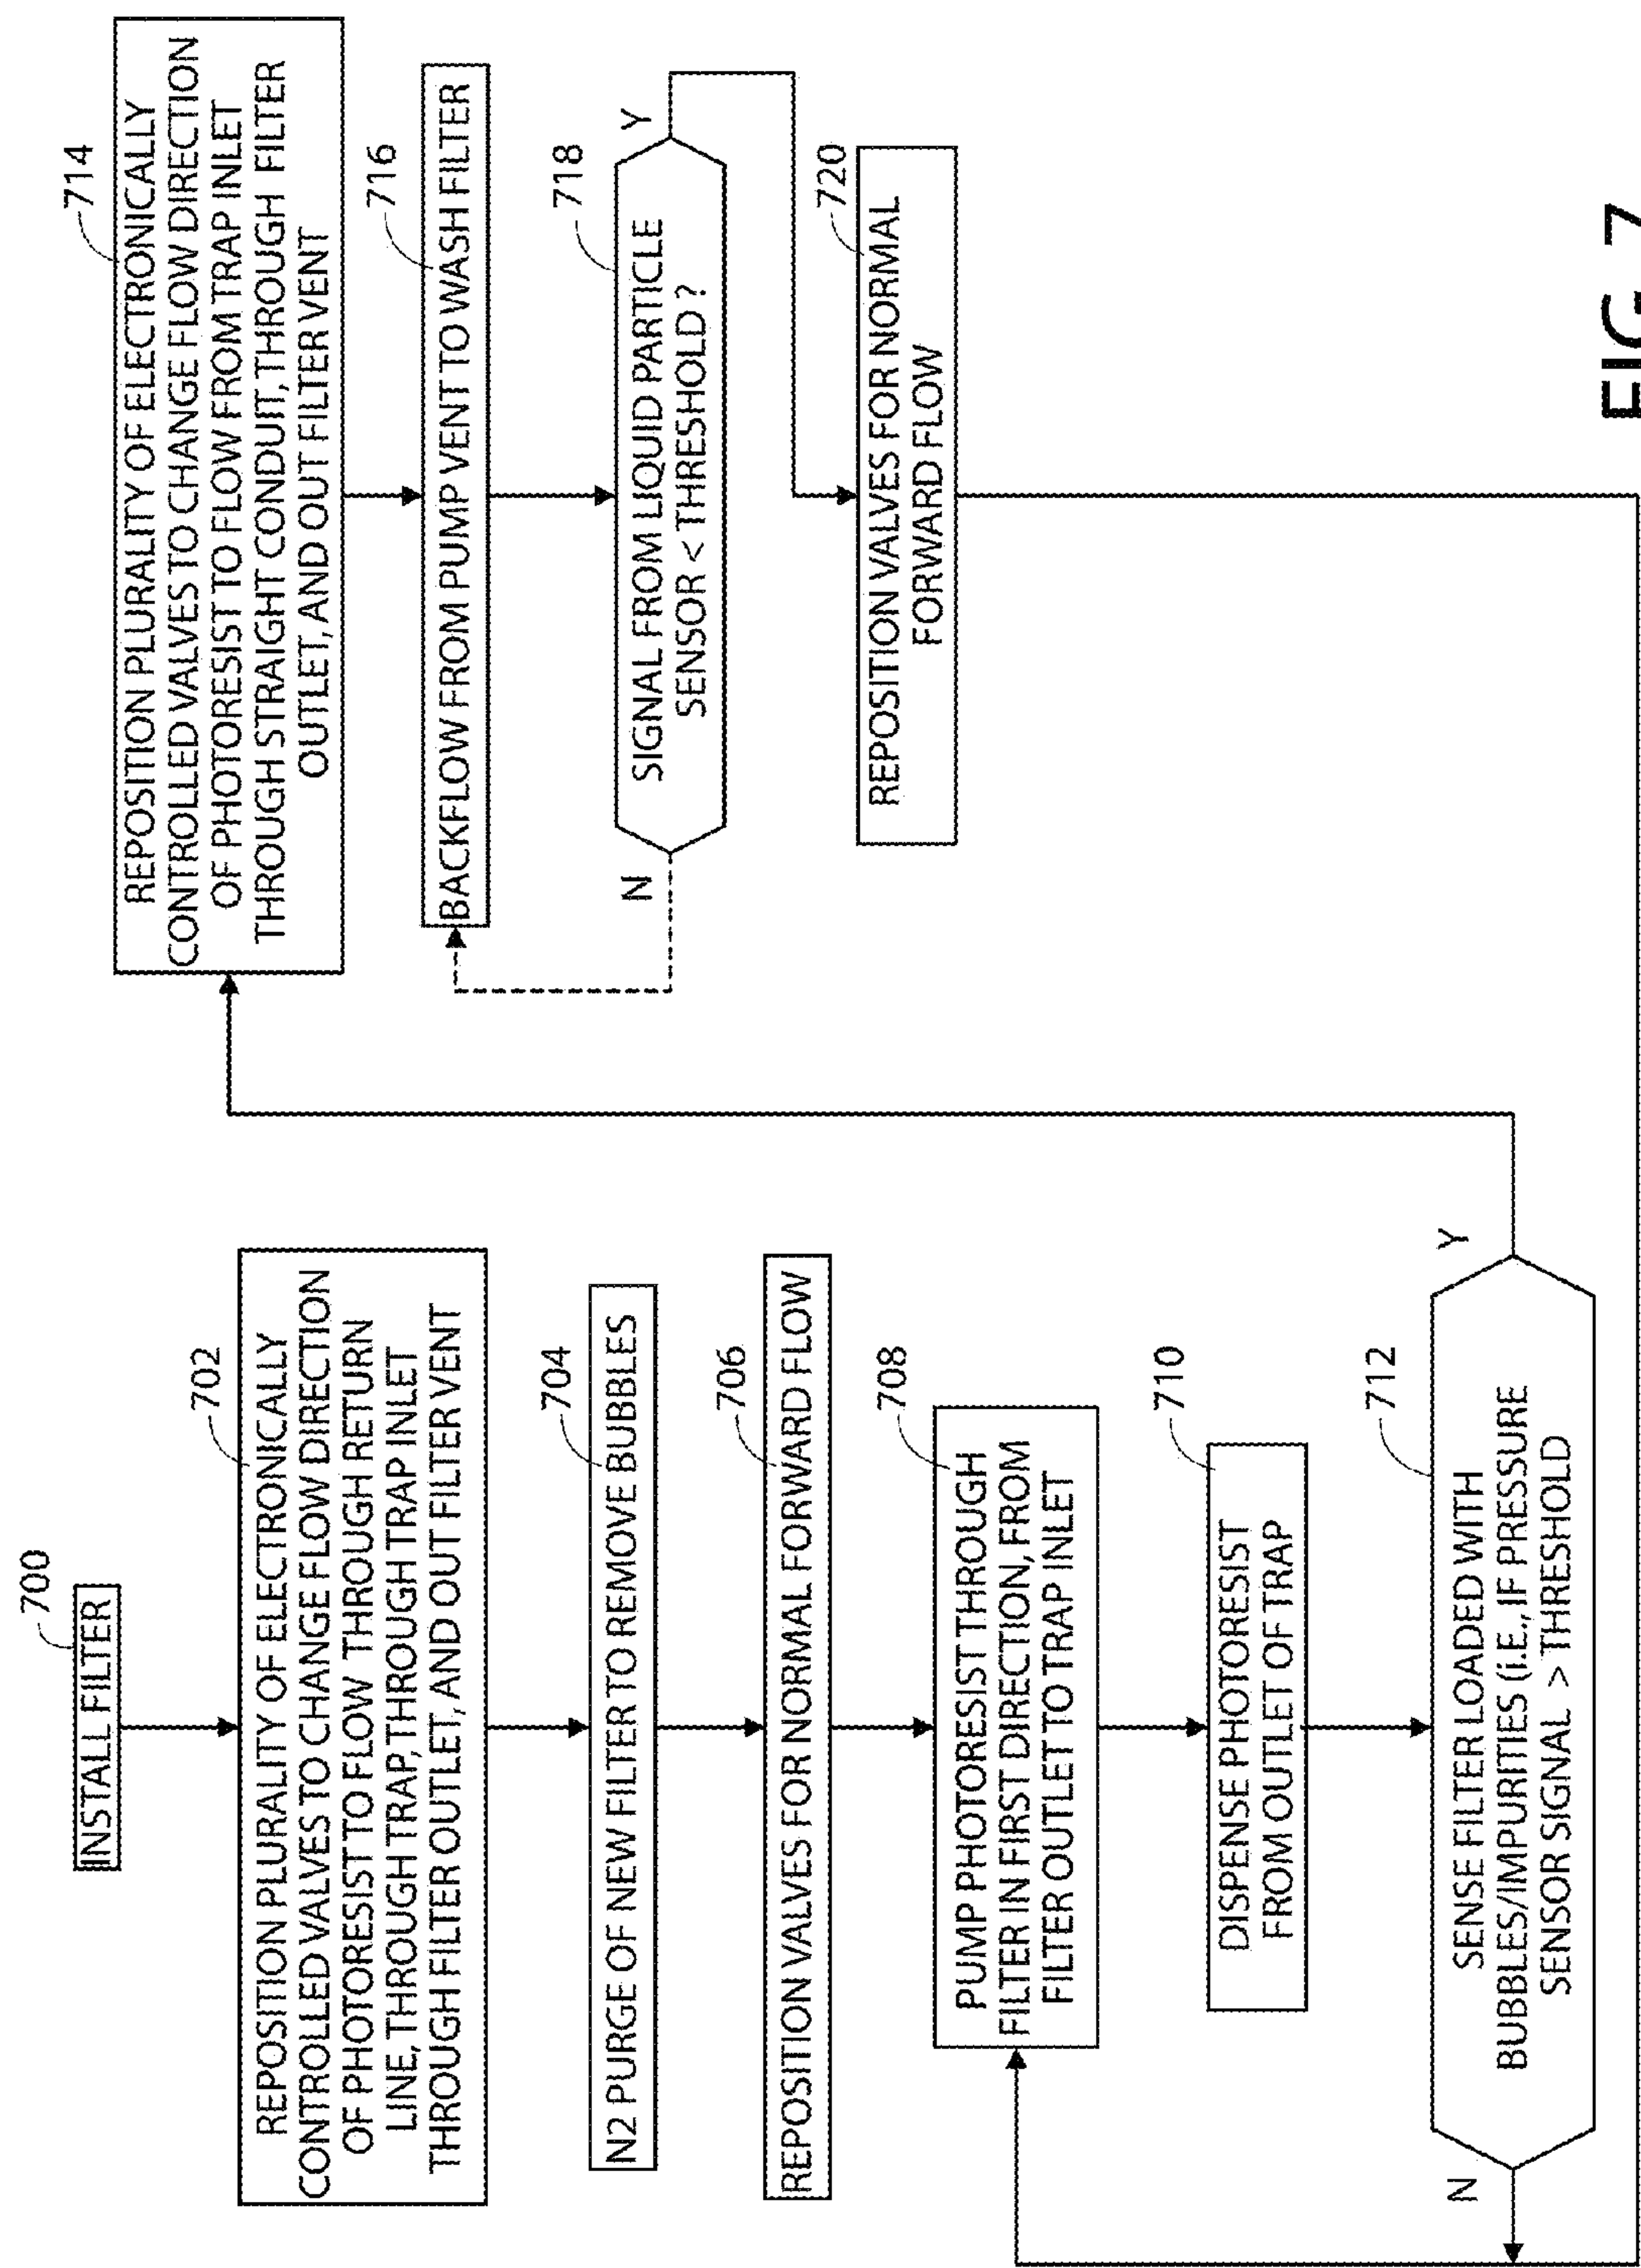 700
INSTALL FILTER
702
REPOSITION PLURALITY OF ELECTRONICALLY
CONTROLLED VALVES TO CHANGE FLOW DIRECTION
OF PHOTORESIST TO FLOW THROUGH RETURN
LINE, THROUGH TRAP, THROUGH TRAP INLET
THROUGH FILTER OUTLET, AND OUT FILTER VENT
704
N2 PURGE OF NEW FILTER TO REMOVE BUBBLES
706
REPOSITION VALVES FOR NORMAL FORWARD FLOW
708
PUMP PHOTORESIST THROUGH
FILTER IN FIRST DIRECTION, FROM
FILTER OUTLET TO TRAP INLET
710
DISPENSE PHOTORESIST
FROM OUTLET OF TRAP
712
SENSE FILTER LOADED WITH
BUBBLES/IMPURITIES (i.E., IF PRESSURE
SENSOR SIGNAL > THRESHOLD
N
Y
714
REPOSITION PLURALITY OF ELECTRONICALLY
CONTROLLED VALVES TO CHANGE FLOW DIRECTION
OF PHOTORESIST TO FLOW FROM TRAP INLET
THROUGH STRAIGHT CONDUIT, THROUGH FILTER
OUTLET, AND OUT FILTER VENT
716
BACKFLOW FROM PUMP VENT TO WASH FILTER
718
SIGNAL FROM LIQUID PARTICLE
SENSOR < THRESHOLD ?
N
Y
720
REPOSITION VALVES FOR NORMAL
FORWARD FLOW
FIG. 7